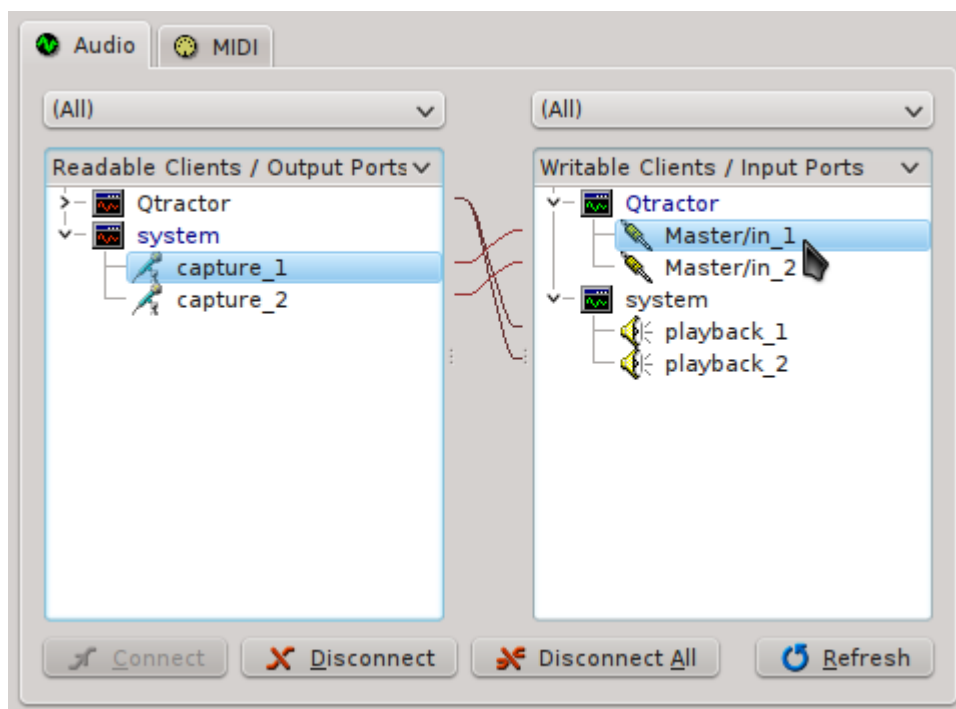 Audio MIDI
(All) (All)
Readable Clients / Output Ports Writable Clients / Input Ports
Qtractor Qtractor
system Master/in_1
capture_1 Master/in_2
capture_2 system
playback_1
playback_2
Connect Disconnect Disconnect All Refresh